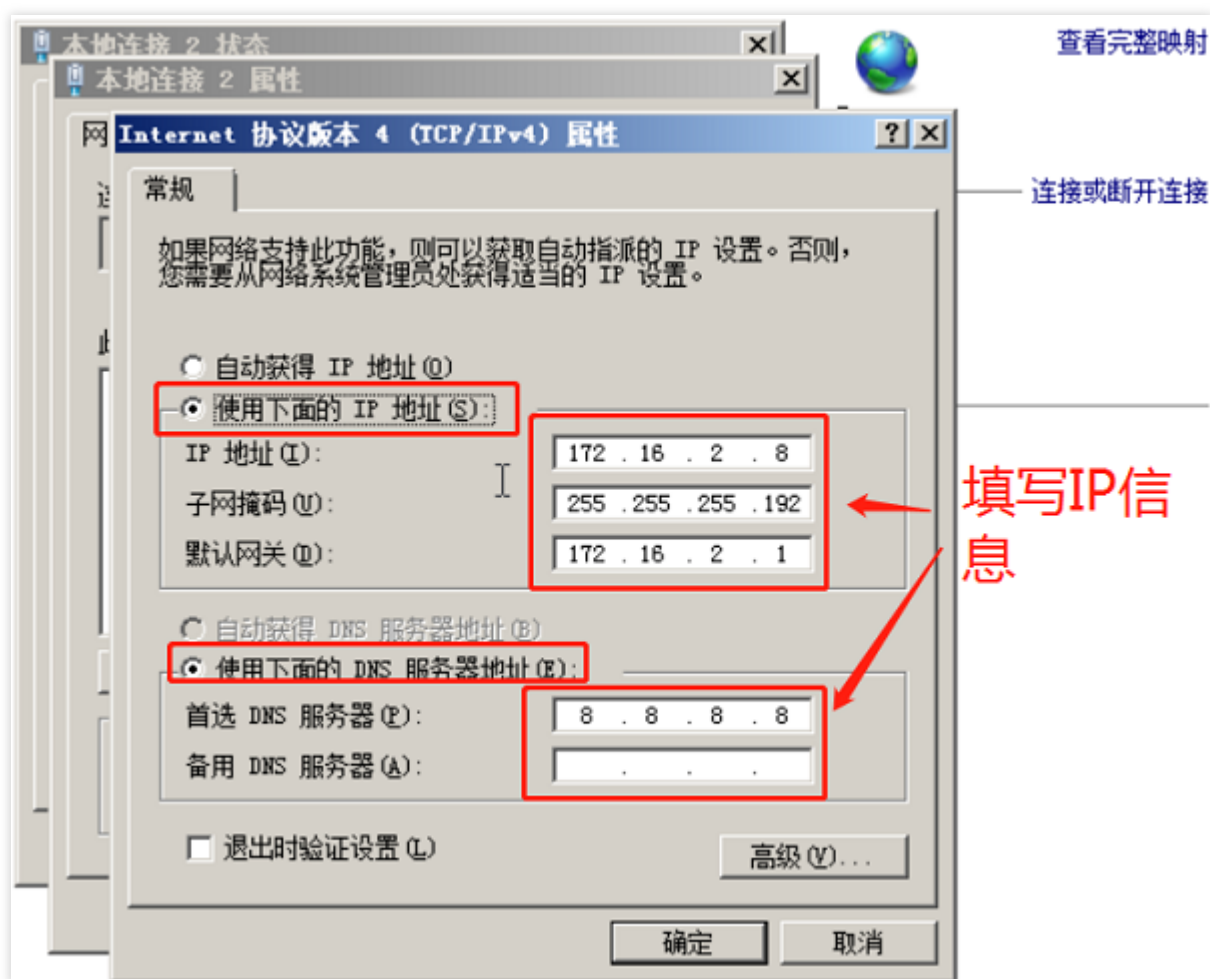 本地连接 2 状态
查看完整映射
本地连接 2 属性
网
Internet 协议版本 4 (TCP/IPv4) 属性
常规
连接或断开连接
如果网络支持此功能，则可以获取自动指派的 IP 设置。否则，
您需要从网络系统管理员处获得适当的 IP 设置。
自动获得 IP 地址(O)
使用下面的 IP 地址(S):
IP 地址(I): 172 . 16 . 2 . 8
子网掩码(U): 255 .255 .255 .192
默认网关(D): 172 . 16 . 2 . 1
填写IP信
息
自动获得 DNS 服务器地址(B)
使用下面的 DNS 服务器地址(E):
首选 DNS 服务器(P): 8 . 8 . 8 . 8
备用 DNS 服务器(A): . . .
退出时验证设置(L)
高级(V)...
确定
取消